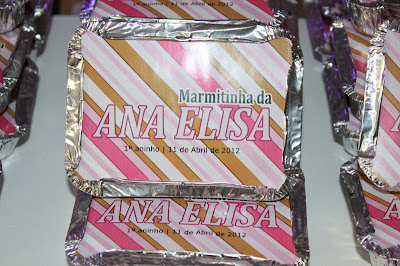 Marmitinha da
ANA ELISA
1º aninho | 11 de Abril de 2012
ANA ELISA
1º aninho | 11 de Abril de 2012